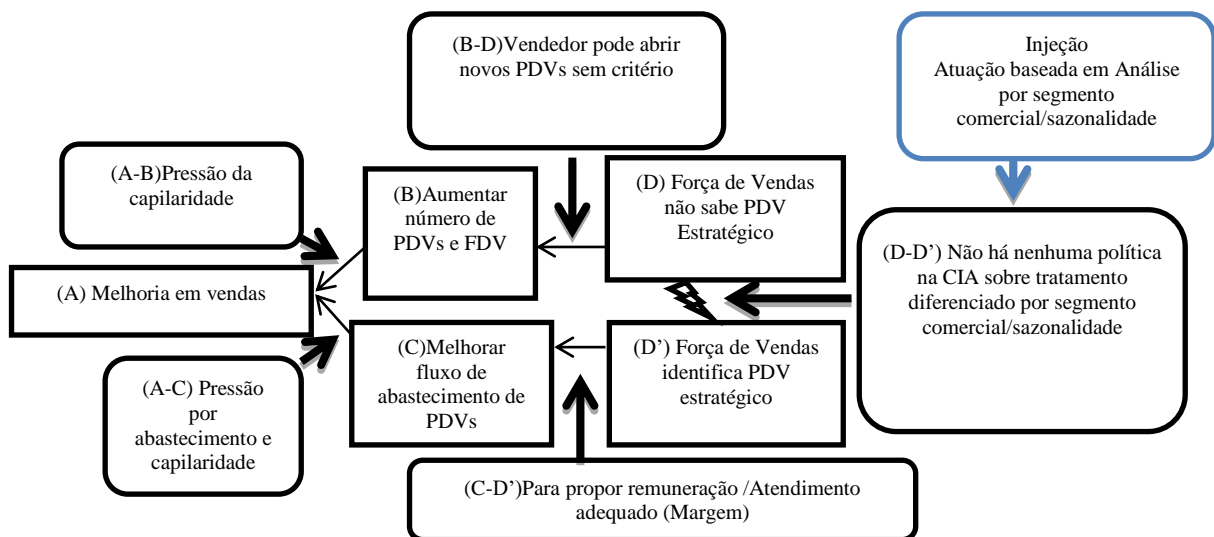 (B-D)Vendedor pode abrir
novos PDVs sem critério
Injeção
Atuação baseada em Análise
por segmento
comercial/sazonalidade
(A-B)Pressão da
capilaridade
(B)Aumentar
número de
PDVs e FDV
(D) Força de Vendas
não sabe PDV
Estratégico
(D-D’) Não há nenhuma política
na CIA sobre tratamento
diferenciado por segmento
comercial/sazonalidade
(A) Melhoria em vendas
(C)Melhorar
fluxo de
abastecimento de
PDVs
(D’) Força de Vendas
identifica PDV
estratégico
(A-C) Pressão
por
abastecimento e
capilaridade
(C-D’)Para propor remuneração /Atendimento
adequado (Margem)